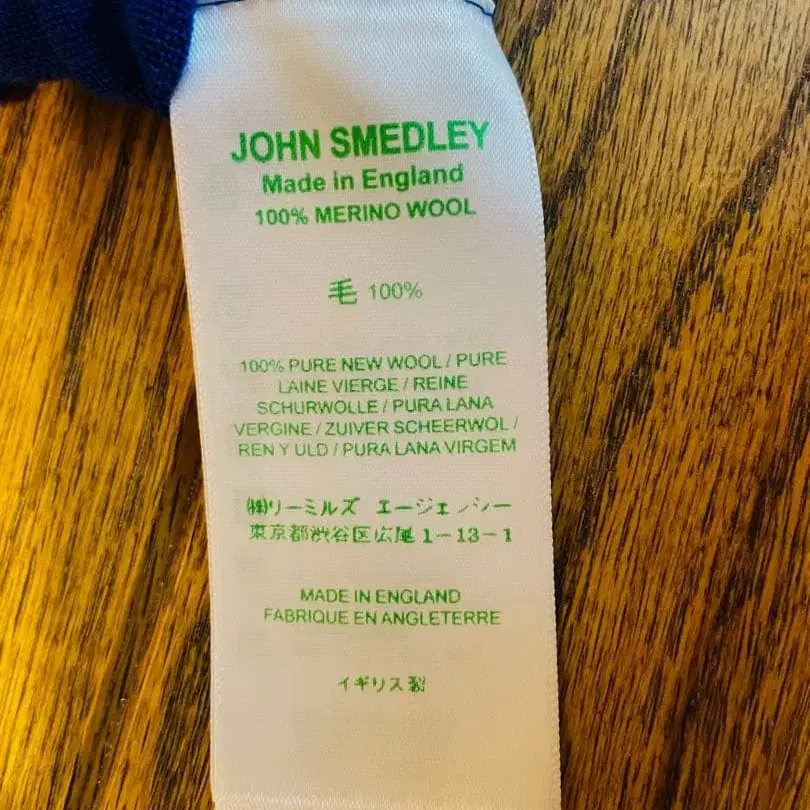 JOHN SMEDLEY
Made in England
100% MERINO WOOL
毛 100%
100% PURE NEW WOOL / PURE
LAINE VIERGE / REINE
SCHURWOLLE / PURA LANA
VERGINE / ZUIVER SCHEERWOL /
REN Y ULD / PURA LANA VIRGEM
㈱リーミルズ エージェンシー
東京都渋谷区広尾1-13-1
MADE IN ENGLAND
FABRIQUE EN ANGLETERRE
イギリス製